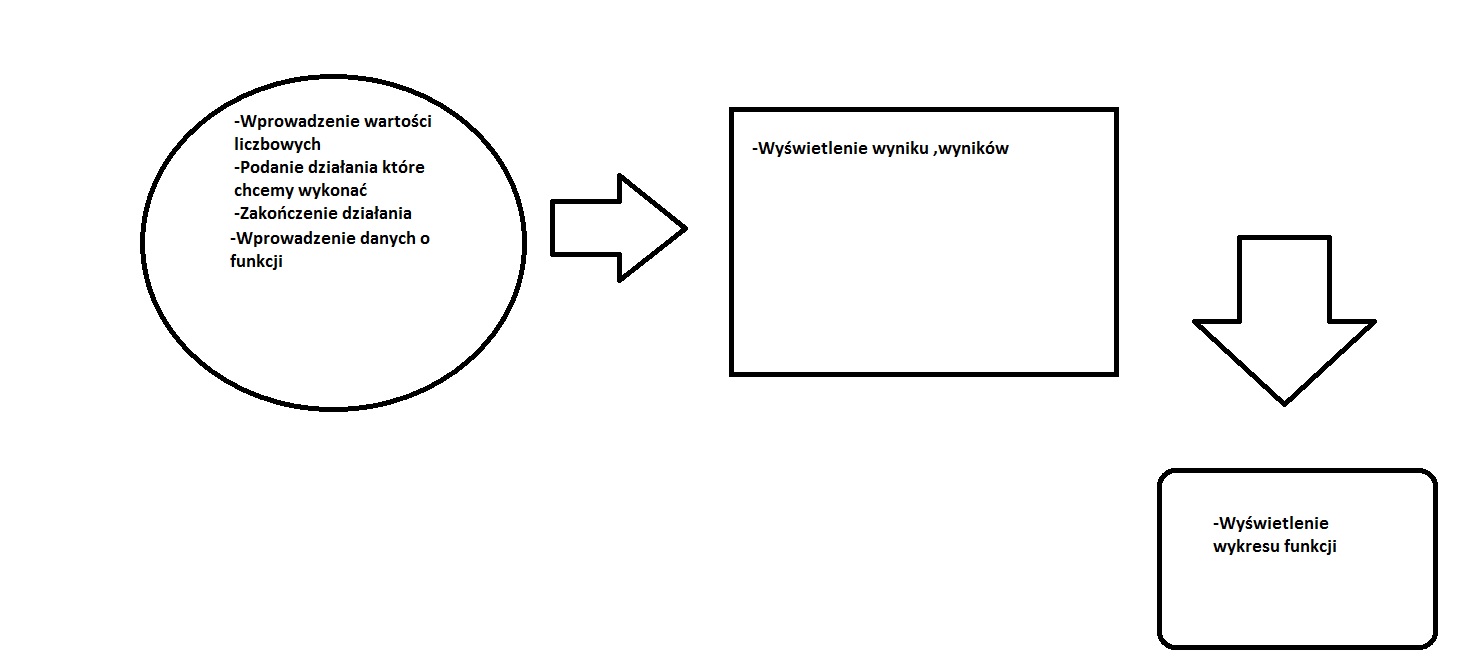 -Wprowadzenie wartości
liczbowych
-Podanie działania które
chcemy wykonać
-Zakończenie działania
-Wprowadzenie danych o
funkcji
-Wyświetlenie wyniku ,wyników
-Wyświetlenie
wykresu funkcji